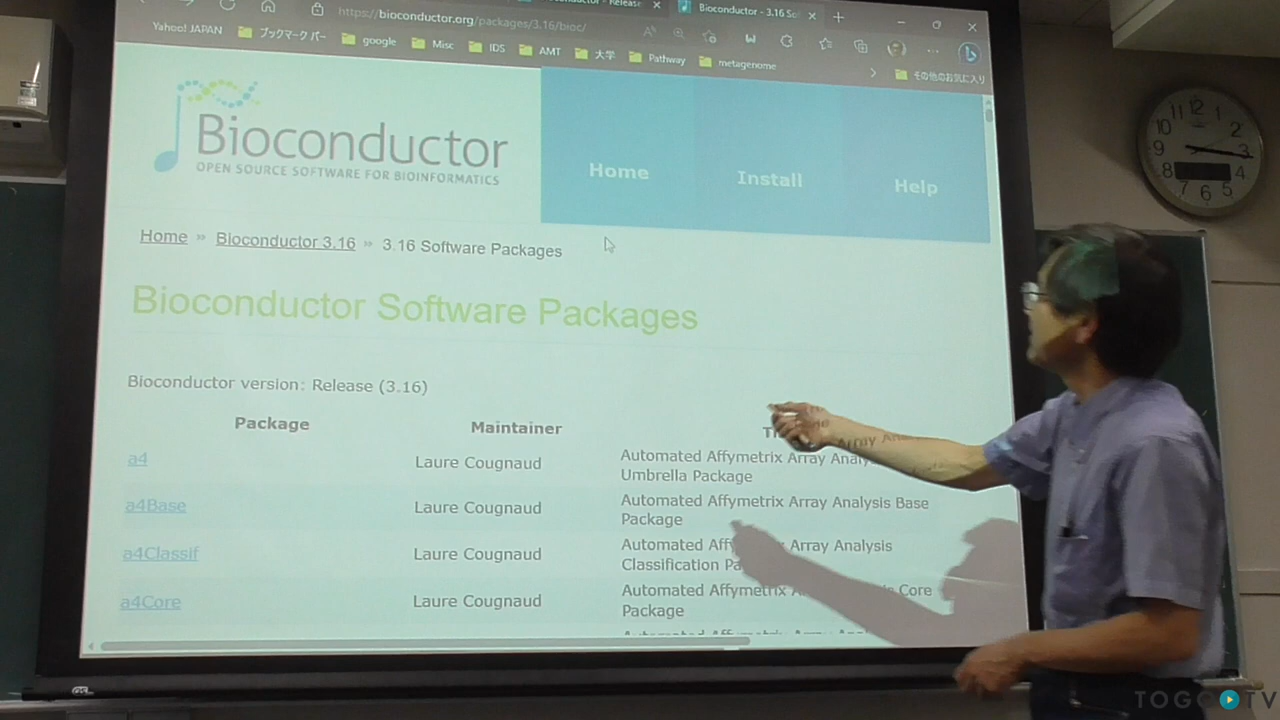 Bioconductor - 3.16 So
https://bioconductor.org/packages/3.16/bioc/
Yahoo! JAPAN
ブックマーク バー
google
Misc
IDS
AMT
大学
Pathway
metagenome
その他のお気に入り
Bioconductor
OPEN SOURCE SOFTWARE FOR BIOINFORMATICS
Home
Install
Help
Home » Bioconductor 3.16 » 3.16 Software Packages
Bioconductor Software Packages
Bioconductor version: Release (3.16)
Package Maintainer
a4 Laure Cougnaud Automated Affymetrix Array
Umbrella Package
a4Base Laure Cougnaud Automated Affymetrix Array Analysis Base
Package
a4Classif Laure Cougnaud Automated Array Analysis
Classification
a4Core Laure Cougnaud Automated Affymetrix Core
Package
11 12 1
10 2
9 3
8 4
7 6 5
TOGOTV